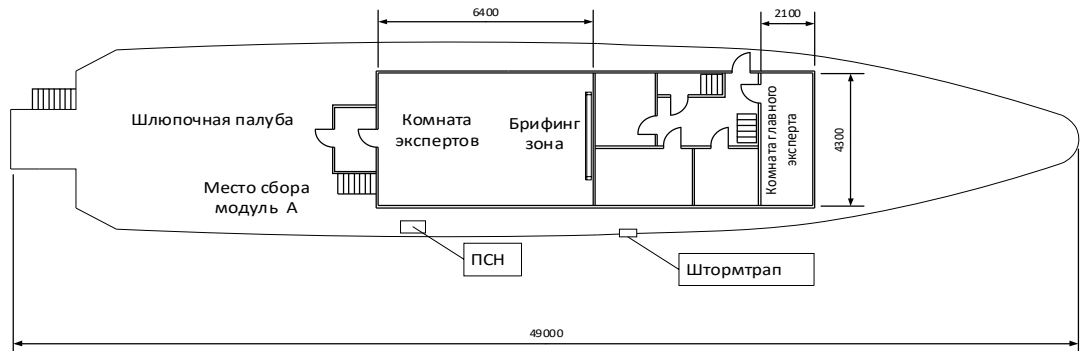 6400
2100
Шлюпочная палуба
Комната
экспертов
Брифинг
зона
Комната главного
эксперта
4300
Место сбора
модуль А
ПСН
Штормтрап
49000